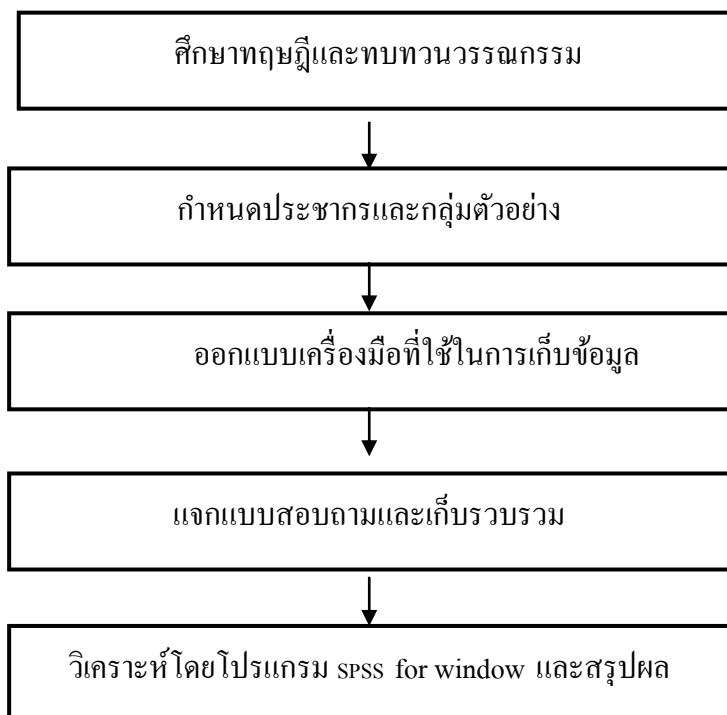 ศึกษาทฤษฎีและทบทวนวรรณกรรม
กำหนดประชากรและกลุ่มตัวอย่าง
ออกแบบเครื่องมือที่ใช้ในการเก็บข้อมูล
แจกแบบสอบถามและเก็บรวบรวม
วิเคราะห์โดยโปรแกรม SPSS for window และสรุปผล